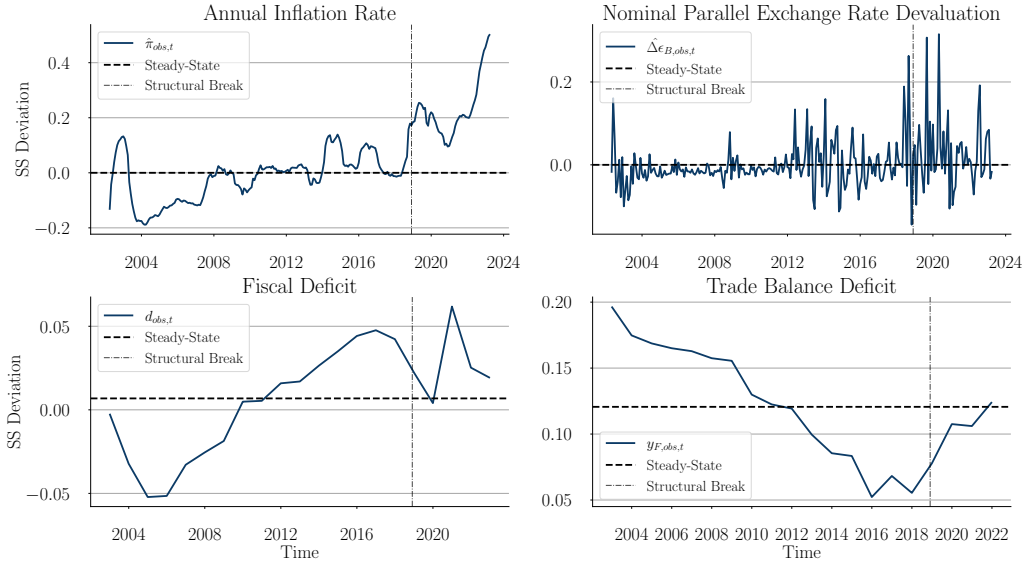 Annual Inflation Rate
SS Deviation
0.4
0.2
0.0
−0.2
π̂obs,t
Steady-State
Structural Break
2004 2008 2012 2016 2020 2024
Nominal Parallel Exchange Rate Devaluation
0.2
0.0
Δ̂ϵB,obs,t
Steady-State
Structural Break
2004 2008 2012 2016 2020 2024
Fiscal Deficit
SS Deviation
0.05
0.00
−0.05
dobs,t
Steady-State
Structural Break
2004 2008 2012 2016 2020
Time
Trade Balance Deficit
0.20
0.15
0.10
0.05
yF,obs,t
Steady-State
Structural Break
2004 2006 2008 2010 2012 2014 2016 2018 2020 2022
Time